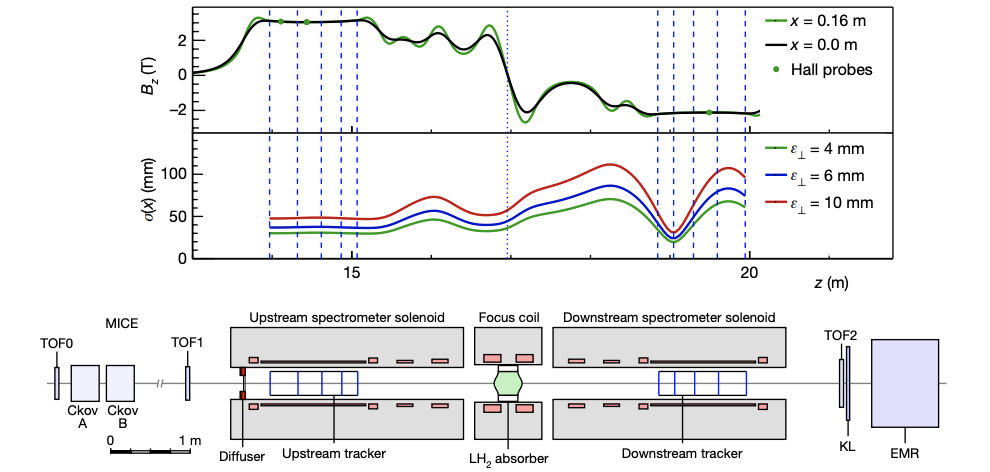 2
0
−2
B_z (T)
x = 0.16 m
x = 0.0 m
Hall probes
100
50
0
σ(x) (mm)
ε⊥ = 4 mm
ε⊥ = 6 mm
ε⊥ = 10 mm
15
20
z (m)
MICE
Upstream spectrometer solenoid
Focus coil
Downstream spectrometer solenoid
TOF0
TOF1
TOF2
Ckov
A
Ckov
B
0
1 m
Diffuser
Upstream tracker
LH₂ absorber
Downstream tracker
KL
EMR